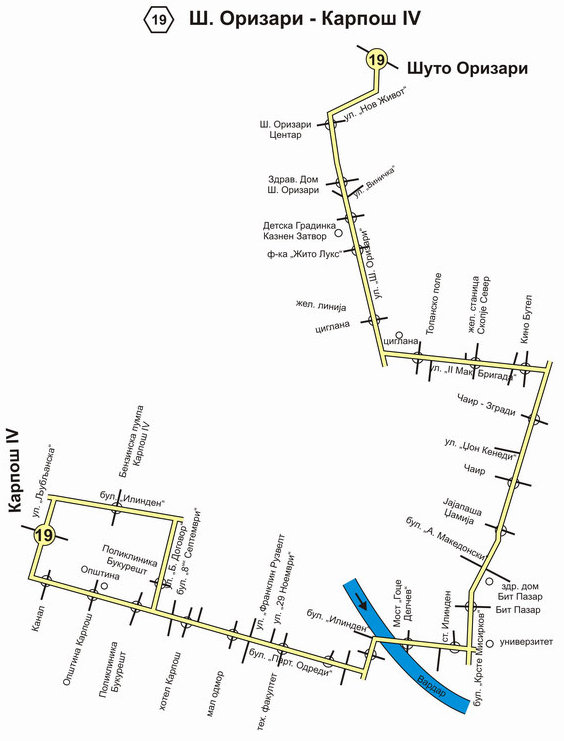 19 Ш. Оризари - Карпош IV
19
Шуто Оризари
ул. „Нов Живот“
Ш. Оризари
Центар
Здрав. Дом
Ш. Оризари
ул. „Виничка“
Детска Градинка
Казнен Затвор
ф-ка „Жито Лукс“
ул. „Ш. Оризари“
жел. линија
циглана
циглана
Топанско поле
жел. станица
Скопје Север
Кино Бутел
ул. „II Мак. Бригада“
Чаир - Згради
ул. „Џон Кенеди“
Чаир
Јајапаша
Џамија
бул. „А. Македонски“
здр. дом
Бит Пазар
Бит Пазар
универзитет
бул. „Крсте Мисирков“
ст. Илинден
Мост „Гоце
Делчев“
бул. „Илинден“
Вардар
Карпош IV
ул. „Љубљанска“
19
Бензинска пумпа
Карпош IV
бул. „Илинден“
Поликлиника
Букурешт
ул. „Б. Договор“
бул. „8ми Септември“
Општина
Канал
Општина Карпош
Поликлиника
Букурешт
хотел Карпош
мал одмор
тех. факултет
ул. „Франклин Рузвелт
ул. „29 Ноември“
бул. „Парт. Одреди“